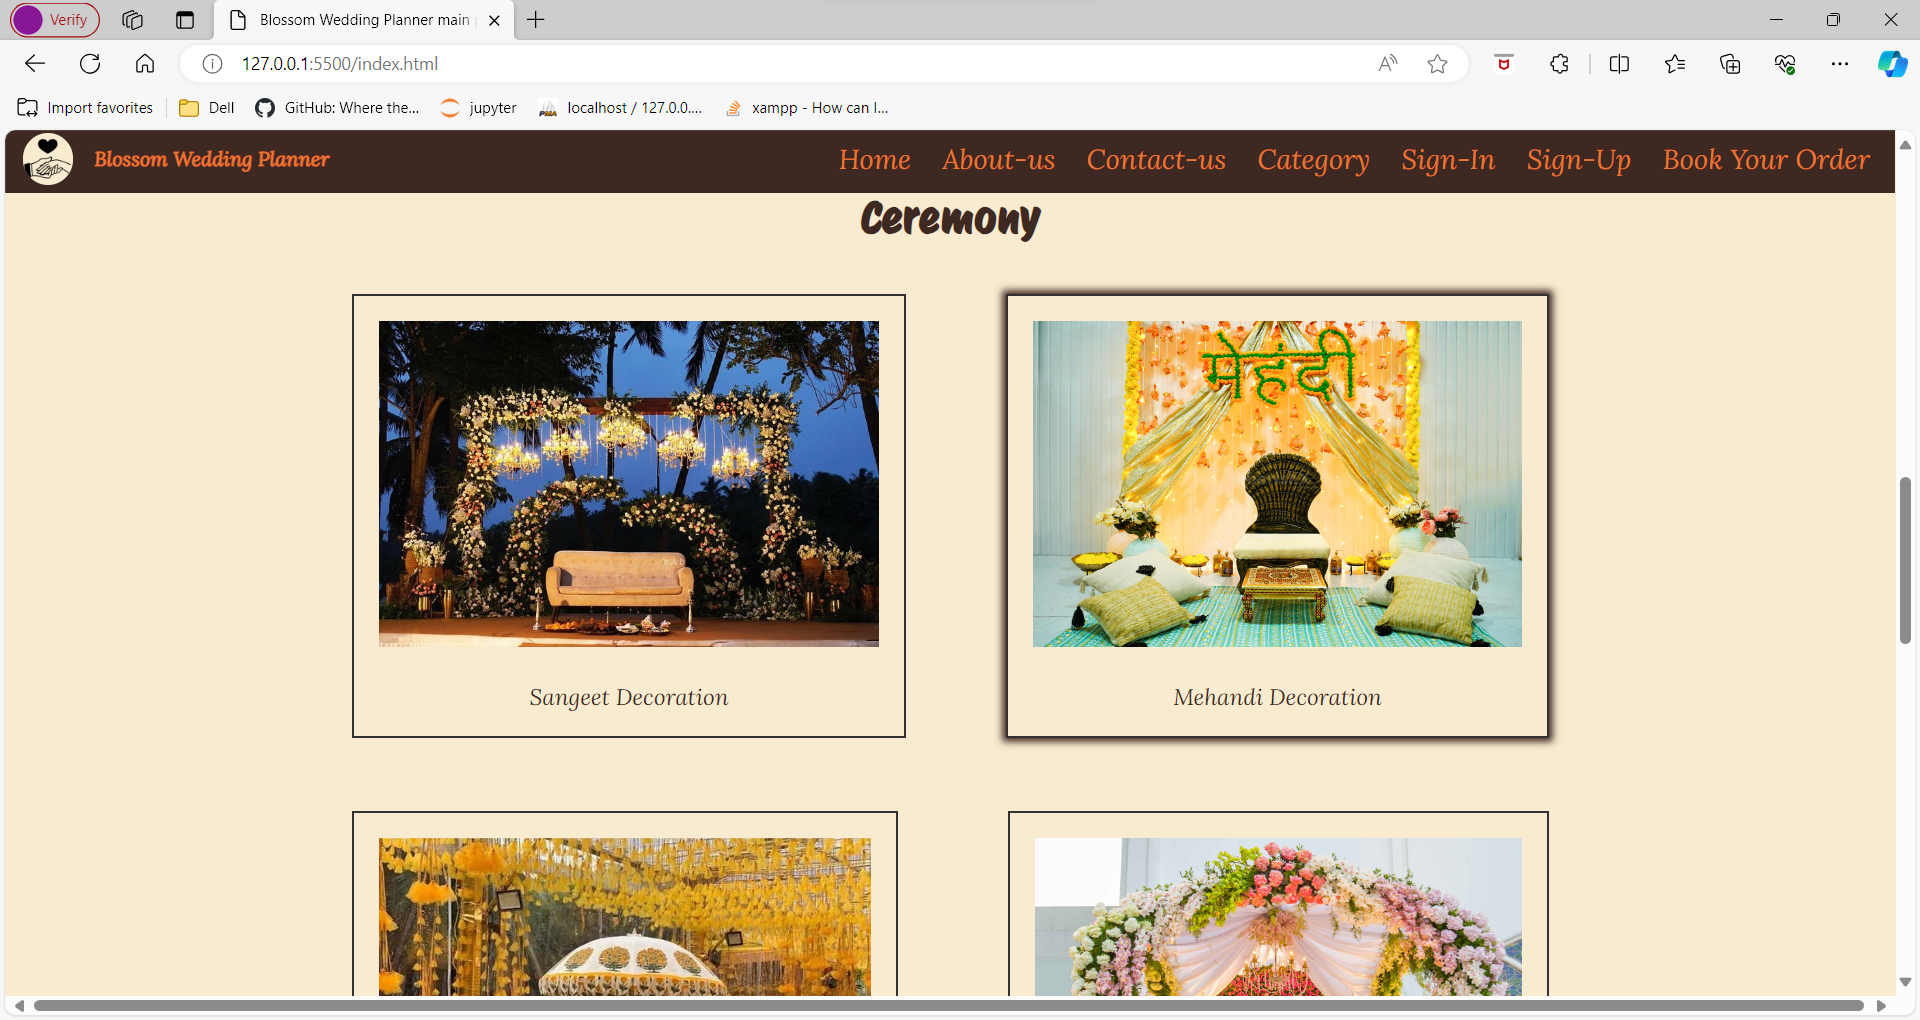 Verify
Blossom Wedding Planner main
127.0.0.1:5500/index.html
Import favorites
Dell
GitHub: Where the...
jupyter
localhost / 127.0.0....
xampp - How can I...
Blossom Wedding Planner
Home
About-us
Contact-us
Category
Sign-In
Sign-Up
Book Your Order
Ceremony
मेहंदी
Sangeet Decoration
Mehandi Decoration